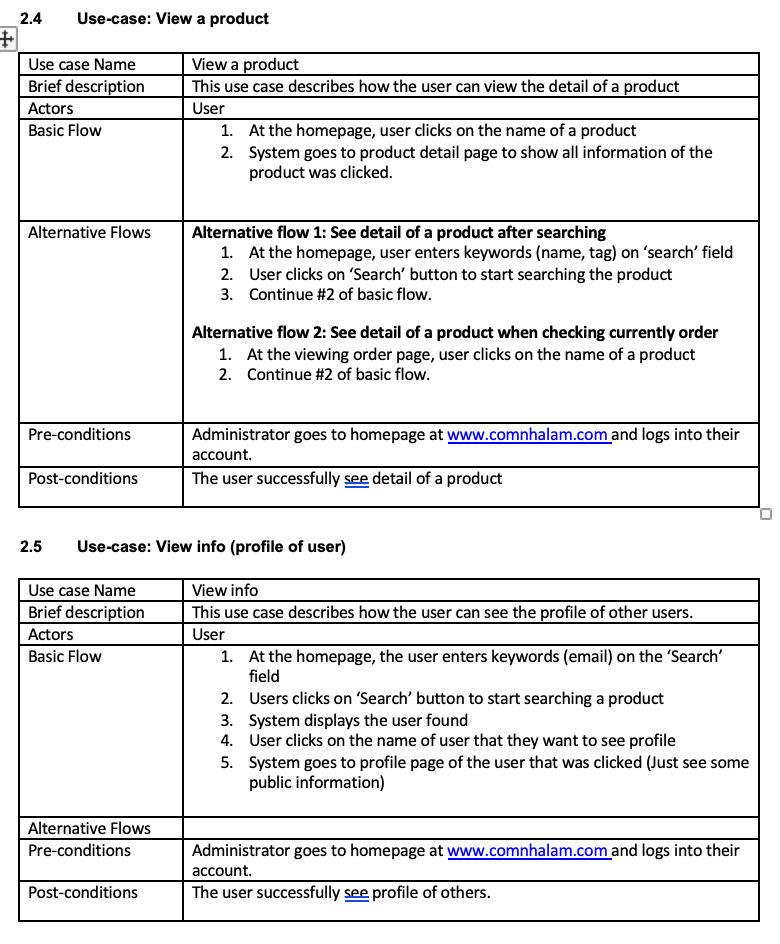 2.4 Use-case: View a product
Use case Name View a product
Brief description This use case describes how the user can view the detail of a product
Actors User
Basic Flow 1. At the homepage, user clicks on the name of a product
2. System goes to product detail page to show all information of the
product was clicked.
Alternative Flows Alternative flow 1: See detail of a product after searching
1. At the homepage, user enters keywords (name, tag) on ‘search’ field
2. User clicks on ‘Search’ button to start searching the product
3. Continue #2 of basic flow.
Alternative flow 2: See detail of a product when checking currently order
1. At the viewing order page, user clicks on the name of a product
2. Continue #2 of basic flow.
Pre-conditions Administrator goes to homepage at www.comnhalam.com and logs into their
account.
Post-conditions The user successfully see detail of a product
2.5 Use-case: View info (profile of user)
Use case Name View info
Brief description This use case describes how the user can see the profile of other users.
Actors User
Basic Flow 1. At the homepage, the user enters keywords (email) on the ‘Search’
field
2. Users clicks on ‘Search’ button to start searching a product
3. System displays the user found
4. User clicks on the name of user that they want to see profile
5. System goes to profile page of the user that was clicked (Just see some
public information)
Alternative Flows
Pre-conditions Administrator goes to homepage at www.comnhalam.com and logs into their
account.
Post-conditions The user successfully see profile of others.